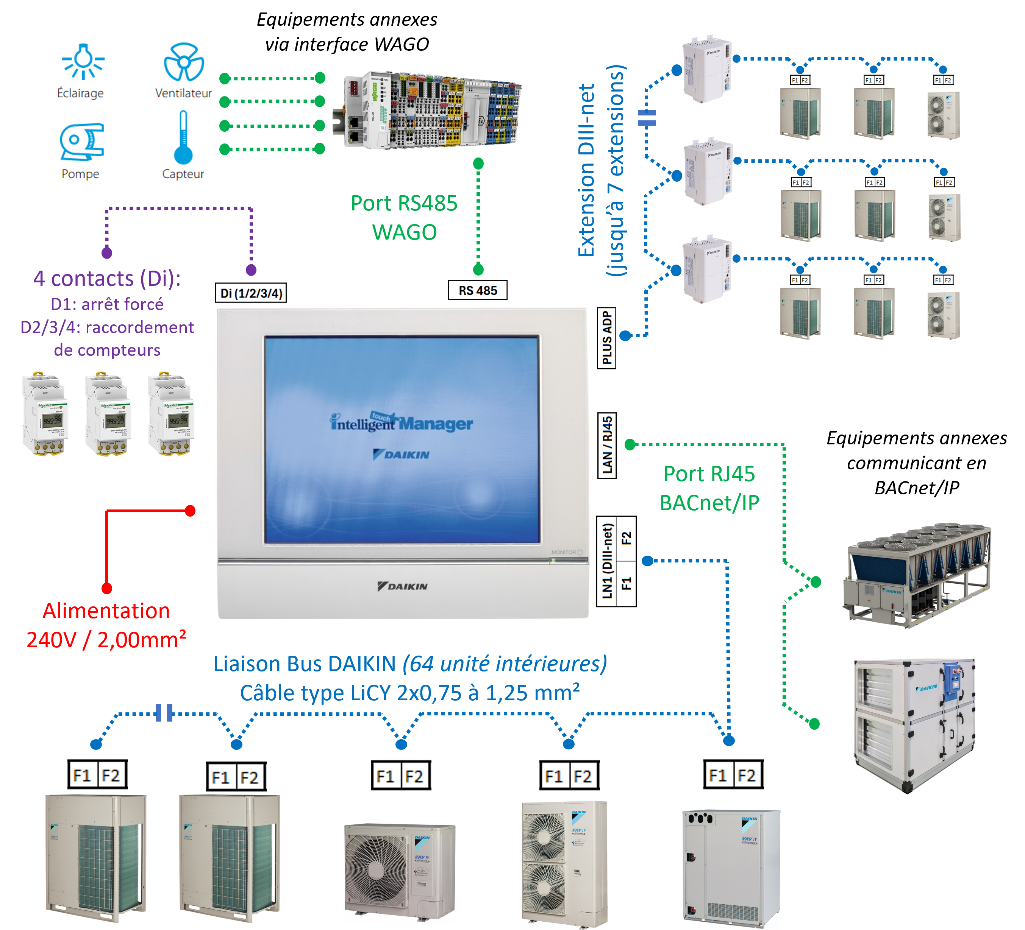 Equipements annexes
via interface WAGO
Éclairage
Ventilateur
Pompe
Capteur
Port RS485
WAGO
Extension DIII-net
(jusqu'à 7 extensions)
F1 F2
F1 F2
F1 F2
F1 F2
F1 F2
F1 F2
F1 F2
F1 F2
F1 F2
4 contacts (Di):
D1: arrêt forcé
D2/3/4: raccordement
de compteurs
Di (1/2/3/4)
RS 485
PLUS ADP
LAN / RJ45
LN1 (DIII-net)
F1 F2
intelligent touch Manager
DAIKIN
MONITOR
DAIKIN
Port RJ45
BACnet/IP
Equipements annexes
communicant en
BACnet/IP
DAIKIN
Alimentation
240V / 2,00mm²
Liaison Bus DAIKIN (64 unité intérieures)
Câble type LiCY 2x0,75 à 1,25 mm²
F1 F2
F1 F2
F1 F2
F1 F2
F1 F2